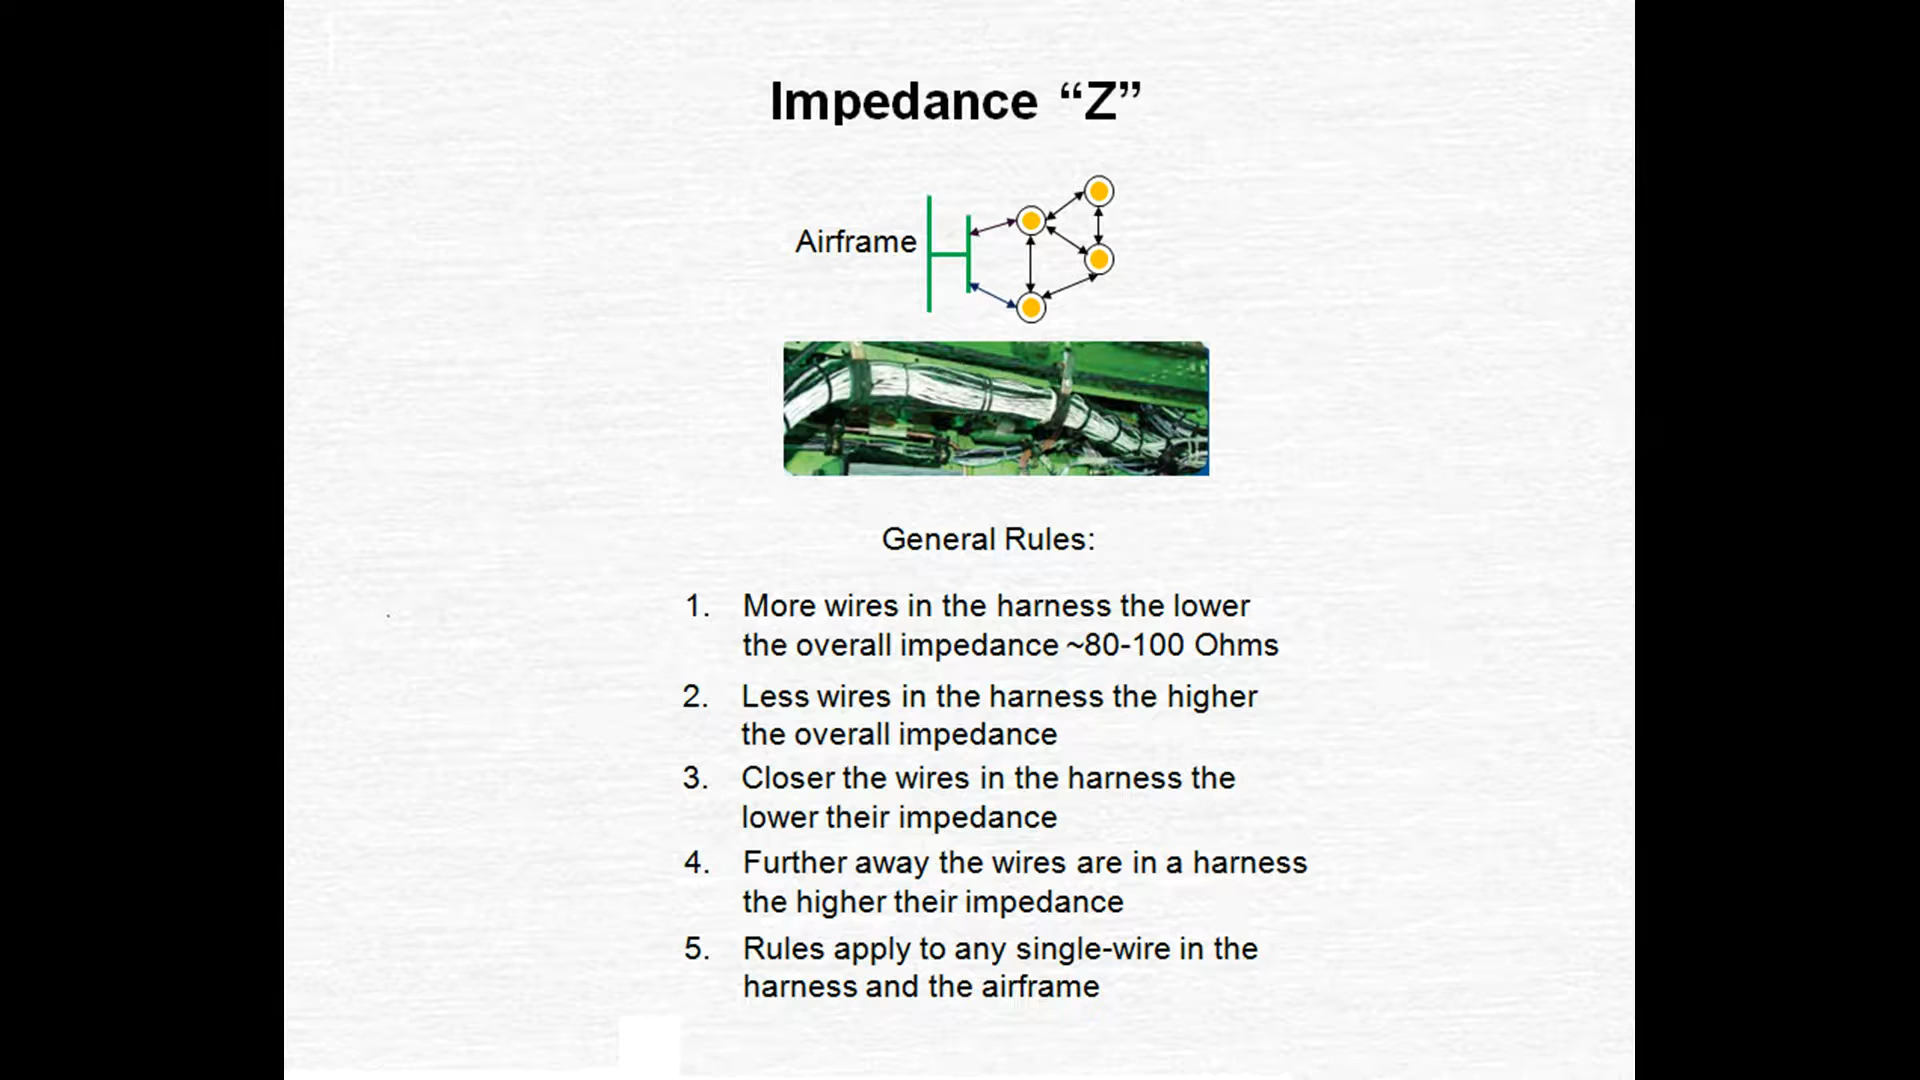 Impedance “Z”
Airframe
General Rules:
1. More wires in the harness the lower
the overall impedance ~80-100 Ohms
2. Less wires in the harness the higher
the overall impedance
3. Closer the wires in the harness the
lower their impedance
4. Further away the wires are in a harness
the higher their impedance
5. Rules apply to any single-wire in the
harness and the airframe